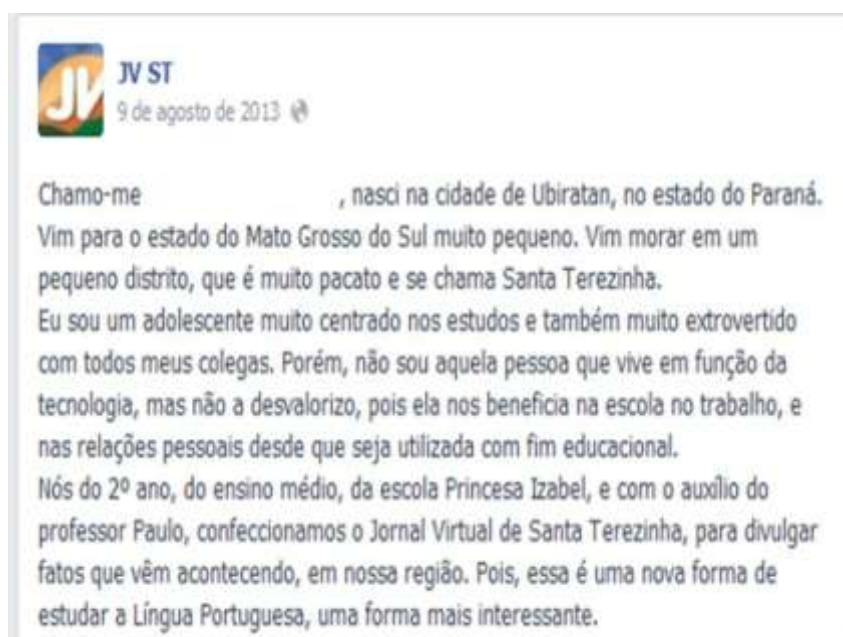 JV
JV ST
9 de agosto de 2013
Chamo-me , nasci na cidade de Ubiratan, no estado do Paraná.
Vim para o estado do Mato Grosso do Sul muito pequeno. Vim morar em um
pequeno distrito, que é muito pacato e se chama Santa Terezinha.
Eu sou um adolescente muito centrado nos estudos e também muito extrovertido
com todos meus colegas. Porém, não sou aquela pessoa que vive em função da
tecnologia, mas não a desvalorizo, pois ela nos beneficia na escola no trabalho, e
nas relações pessoais desde que seja utilizada com fim educacional.
Nós do 2º ano, do ensino médio, da escola Princesa Izabel, e com o auxílio do
professor Paulo, confeccionamos o Jornal Virtual de Santa Terezinha, para divulgar
fatos que vêm acontecendo, em nossa região. Pois, essa é uma nova forma de
estudar a Língua Portuguesa, uma forma mais interessante.